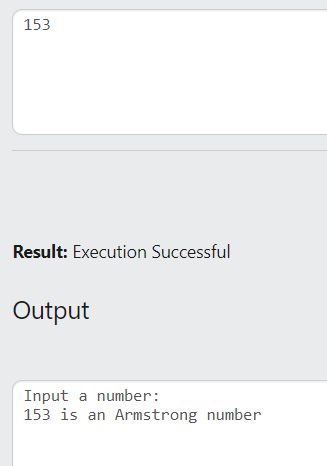 153
Result: Execution Successful
Output
Input a number:
153 is an Armstrong number